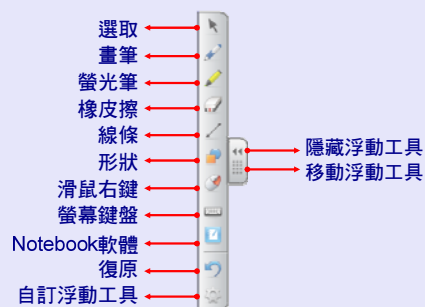 選取
畫筆
螢光筆
橡皮擦
線條
形狀
滑鼠右鍵
螢幕鍵盤
Notebook軟體
復原
自訂浮動工具
隱藏浮動工具
移動浮動工具